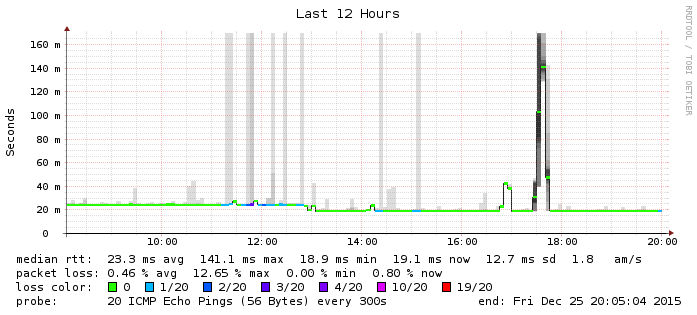 Last 12 Hours
RRDTOOL / TOBI OETIKER
Seconds
160 m
140 m
120 m
100 m
80 m
60 m
40 m
20 m
0
10:00 12:00 14:00 16:00 18:00 20:00
median rtt: 23.3 ms avg 141.1 ms max 18.9 ms min 19.1 ms now 12.7 ms sd 1.8 am/s
packet loss: 0.46 % avg 12.65 % max 0.00 % min 0.80 % now
loss color: 0 1/20 2/20 3/20 4/20 10/20 19/20
probe: 20 ICMP Echo Pings (56 Bytes) every 300s end: Fri Dec 25 20:05:04 2015